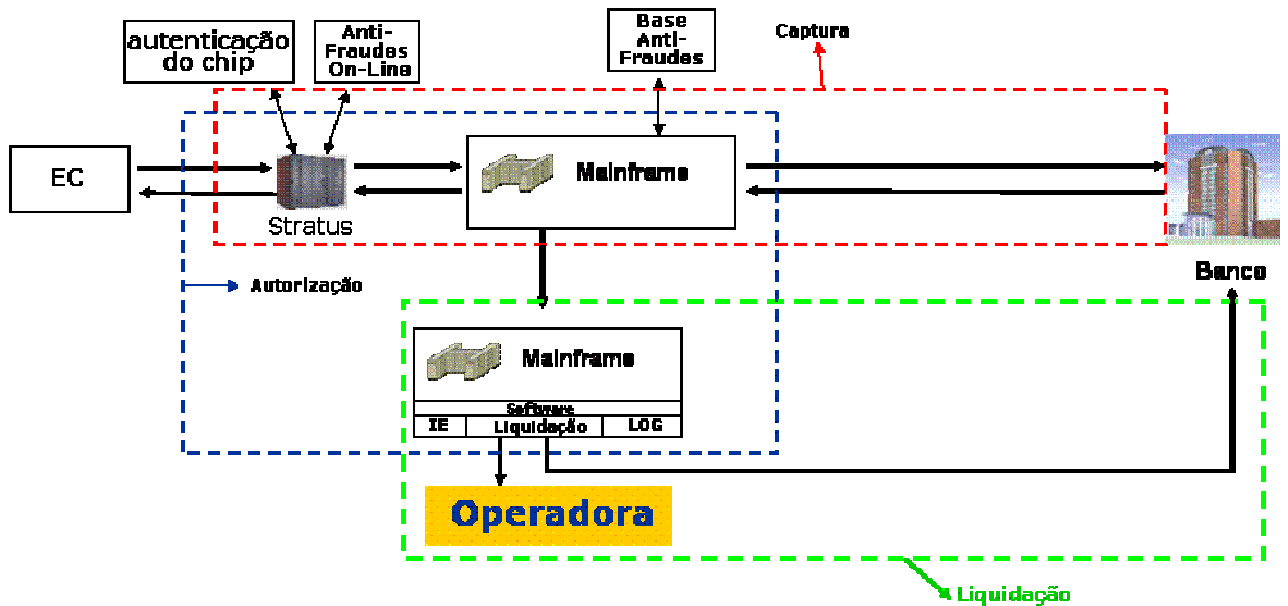 autenticação
do chip
Anti-
Fraudes
On-Line
Base
Anti-
Fraudes
Captura
EC
Stratus
Mainframe
Banco
Autorização
Mainframe
Software
IE
Liquidação
LOG
Operadora
Liquidação